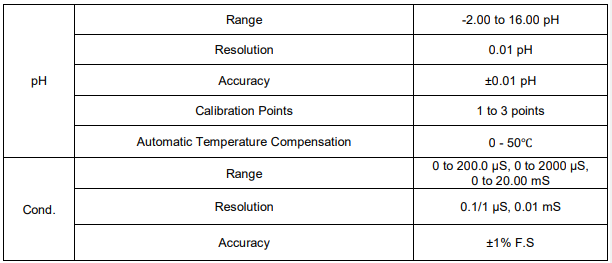 pH
Range
-2.00 to 16.00 pH
Resolution
0.01 pH
Accuracy
±0.01 pH
Calibration Points
1 to 3 points
Automatic Temperature Compensation
0 - 50℃
Cond.
Range
0 to 200.0 µS, 0 to 2000 µS,
0 to 20.00 mS
Resolution
0.1/1 µS, 0.01 mS
Accuracy
±1% F.S